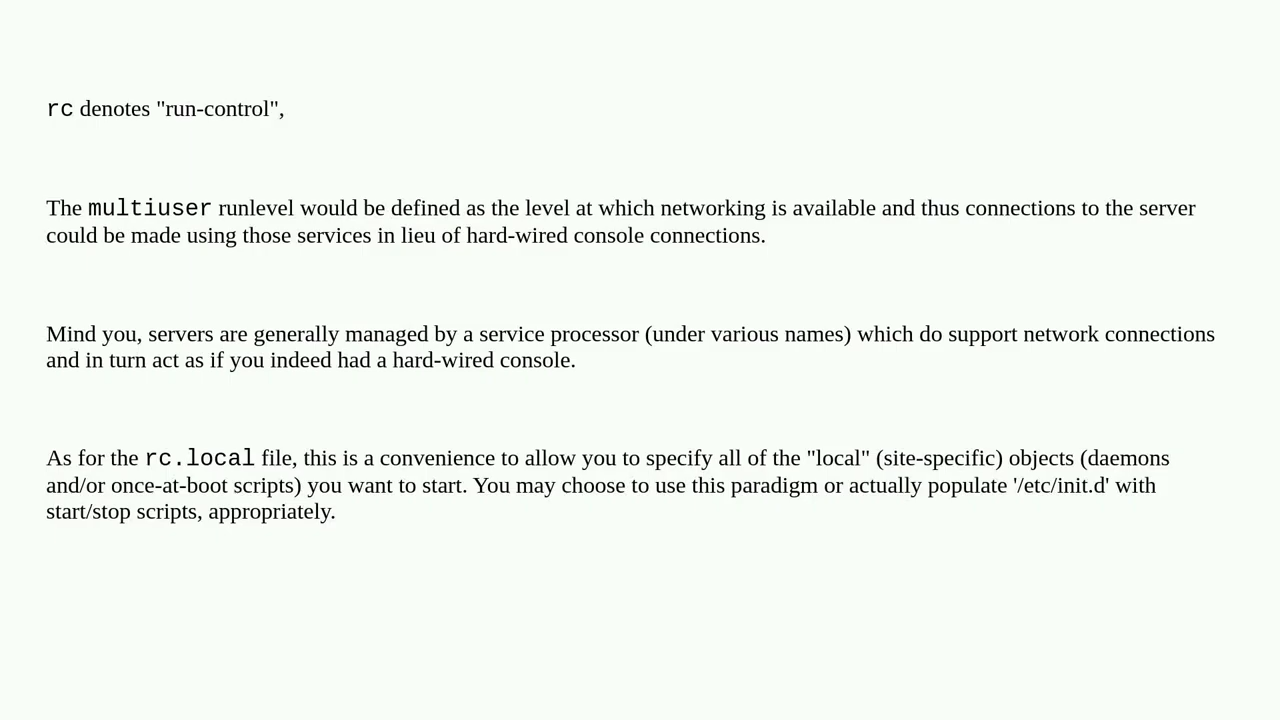 rc denotes "run-control",
The multiuser runlevel would be defined as the level at which networking is available and thus connections to the server
could be made using those services in lieu of hard-wired console connections.
Mind you, servers are generally managed by a service processor (under various names) which do support network connections
and in turn act as if you indeed had a hard-wired console.
As for the rc.local file, this is a convenience to allow you to specify all of the "local" (site-specific) objects (daemons
and/or once-at-boot scripts) you want to start. You may choose to use this paradigm or actually populate '/etc/init.d' with
start/stop scripts, appropriately.